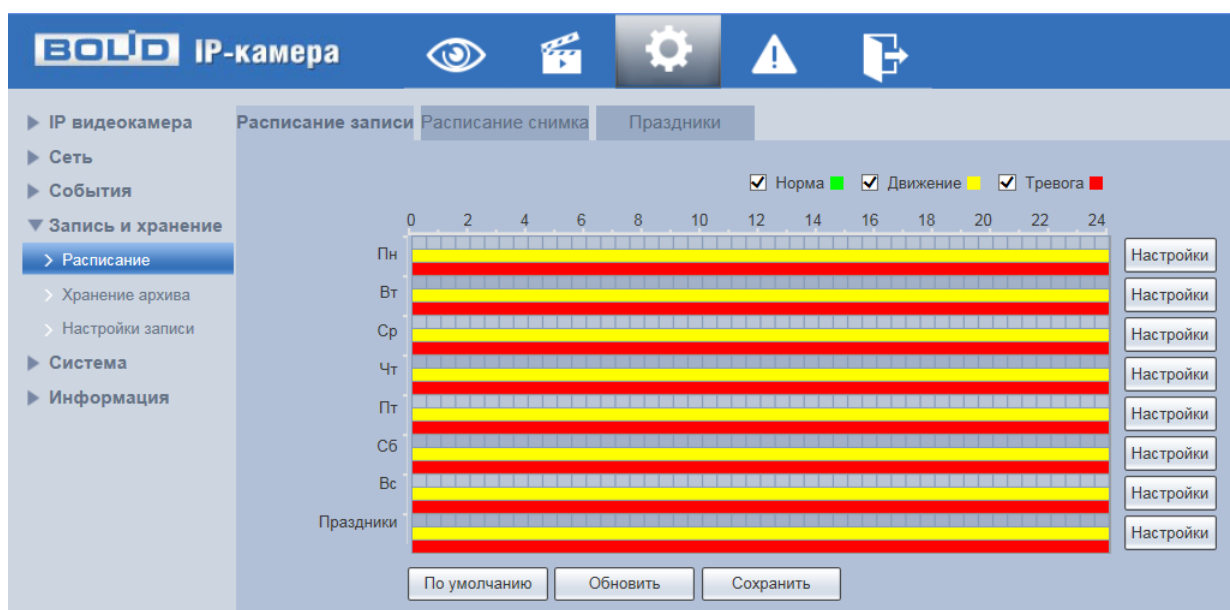 BOLID IP-камера
IP видеокамера
Сеть
События
Запись и хранение
Расписание
Хранение архива
Настройки записи
Система
Информация
Расписание записи Расписание снимка Праздники
Норма Движение Тревога
0 2 4 6 8 10 12 14 16 18 20 22 24
Пн Настройки
Вт Настройки
Ср Настройки
Чт Настройки
Пт Настройки
Сб Настройки
Вс Настройки
Праздники Настройки
По умолчанию Обновить Сохранить